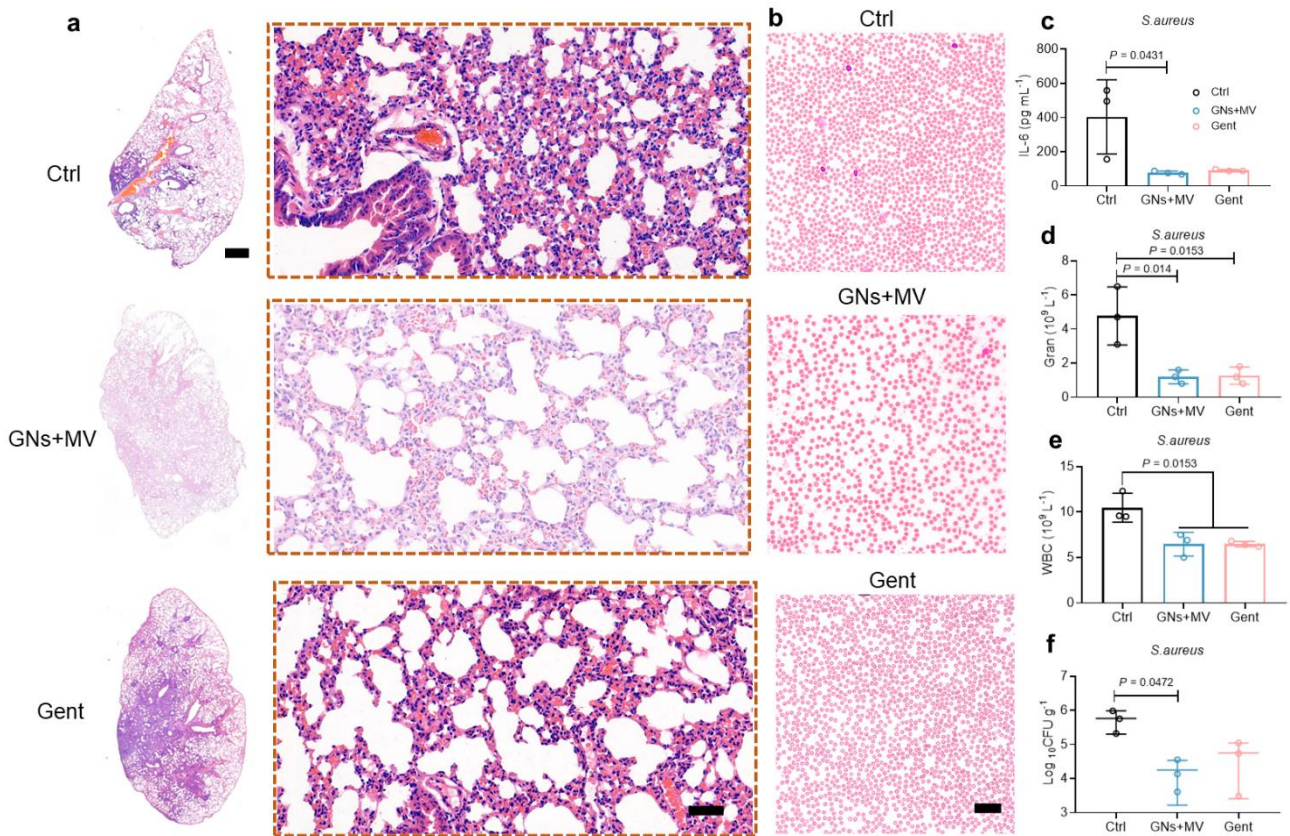 a
Ctrl
GNs+MV
Gent
b
Ctrl
GNs+MV
Gent
c
S.aureus
P = 0.0431
Ctrl
GNs+MV
Gent
IL-6 (pg mL⁻¹)
800
600
400
200
0
Ctrl GNs+MV Gent
d
S.aureus
P = 0.0153
P = 0.014
Gran (10⁹ L⁻¹)
8
6
4
2
0
Ctrl GNs+MV Gent
e
S.aureus
P = 0.0153
WBC (10⁹ L⁻¹)
15
10
5
0
Ctrl GNs+MV Gent
f
S.aureus
P = 0.0472
Log ₁₀CFU g⁻¹
7
6
5
4
3
Ctrl GNs+MV Gent